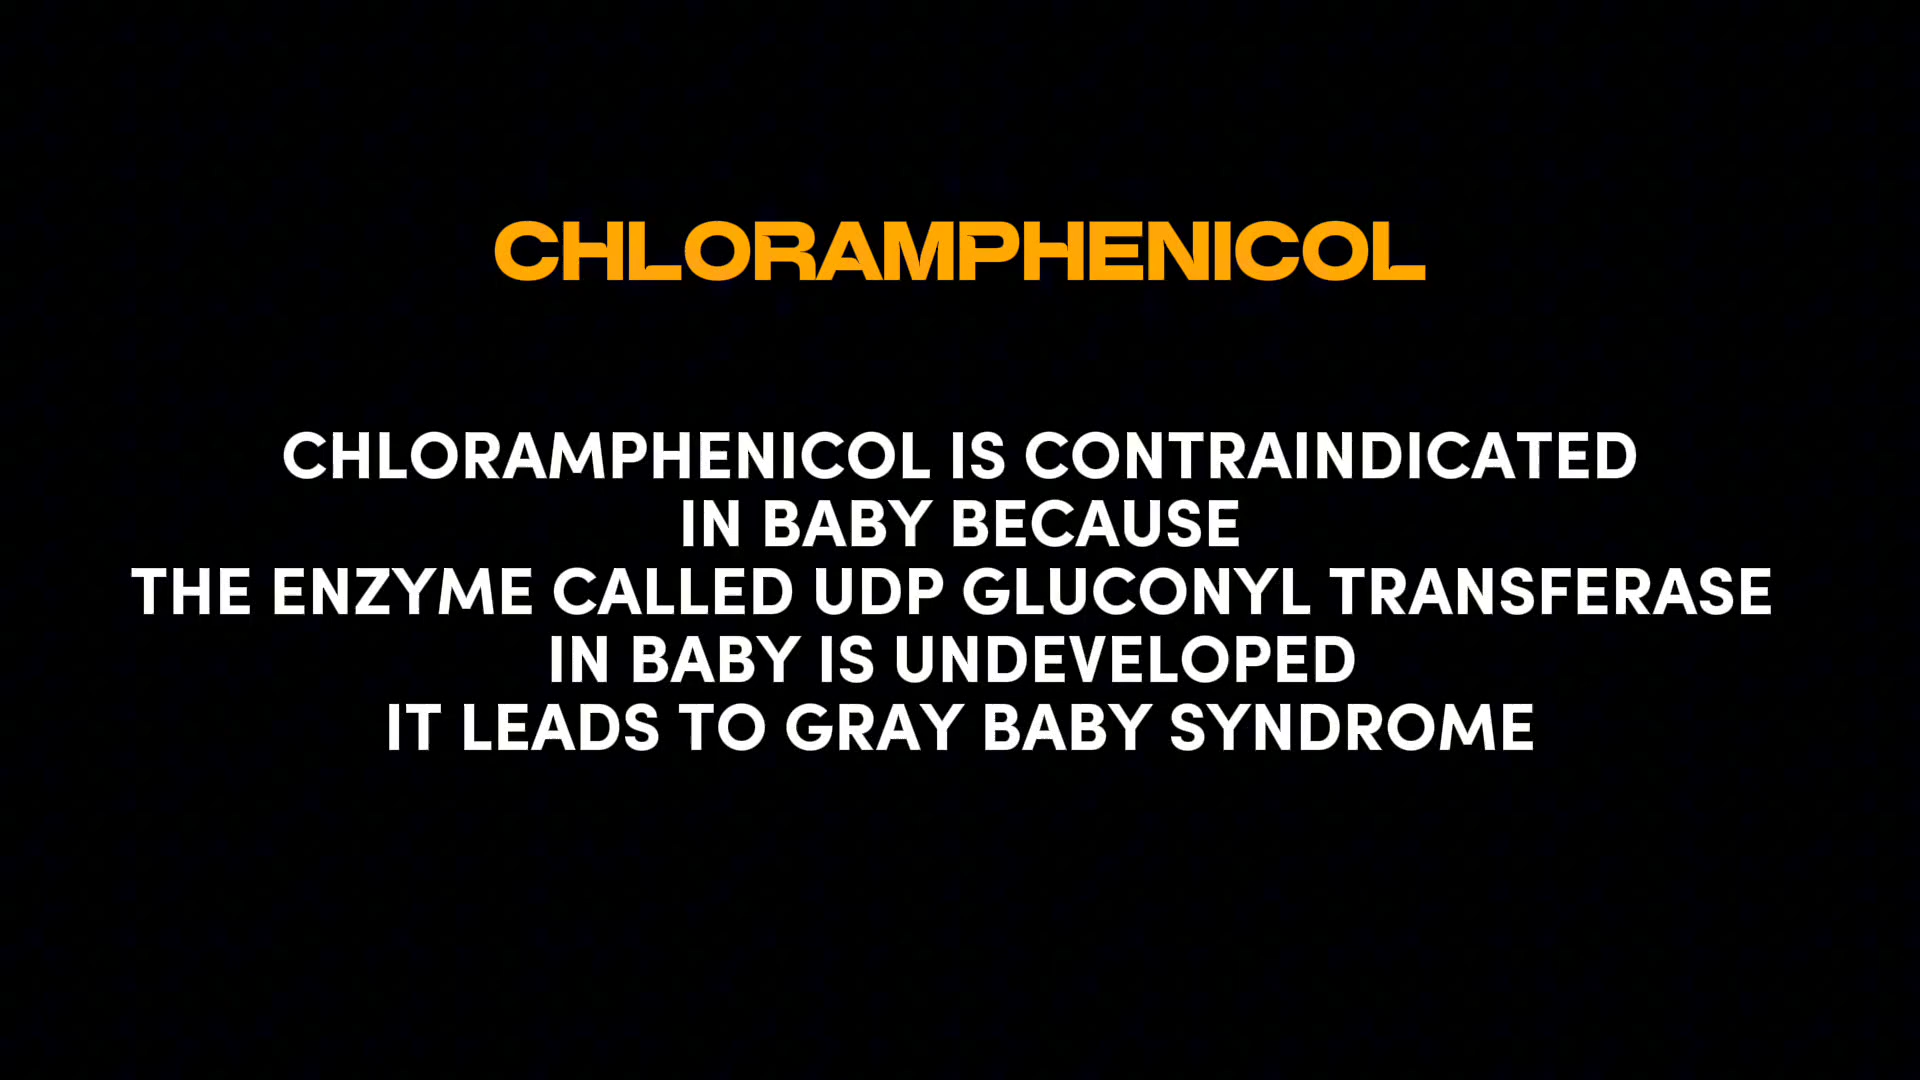 CHLORAMPHENICOL
CHLORAMPHENICOL IS CONTRAINDICATED
IN BABY BECAUSE
THE ENZYME CALLED UDP GLUCONYL TRANSFERASE
IN BABY IS UNDEVELOPED
IT LEADS TO GRAY BABY SYNDROME